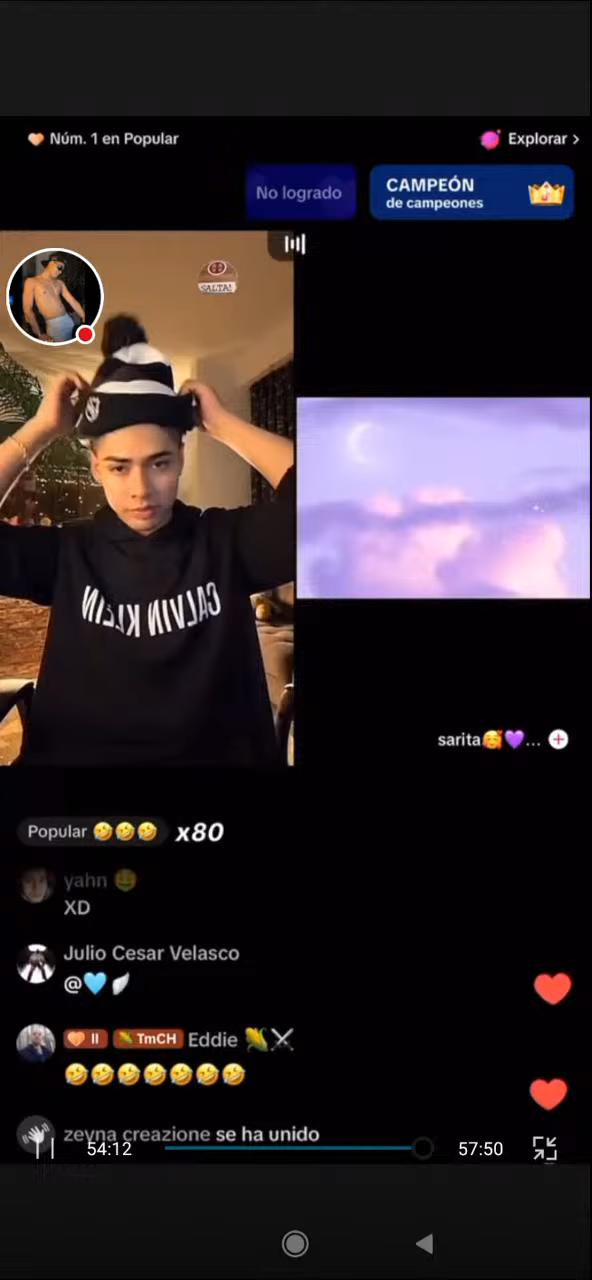 🧡 Núm. 1 en Popular
Explorar >
No logrado
CAMPEÓN
de campeones
SALTA!
CALVIN KLEIN
sarita🥰💜...
Popular 🤣🤣🤣 x80
yahn 🤑
XD
Julio Cesar Velasco
@🩵🪽
🧡 II 🌽 TmCH Eddie 🌽⚔️
🤣🤣🤣🤣🤣🤣🤣
zeyna creazione se ha unido
54:12
57:50